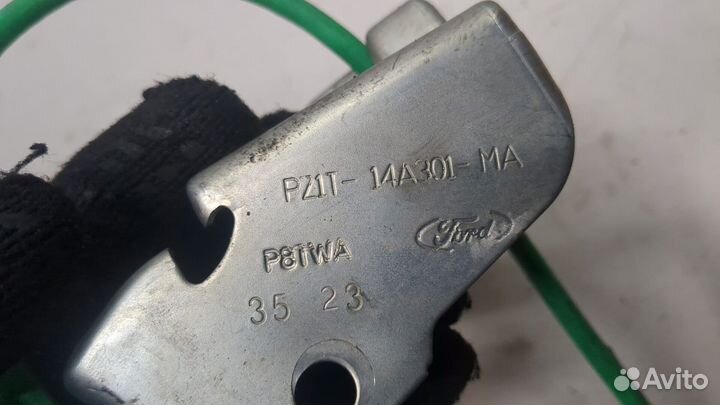 PZ1T- 14A301-MA
Ford
P8TWA
35 23
Avito